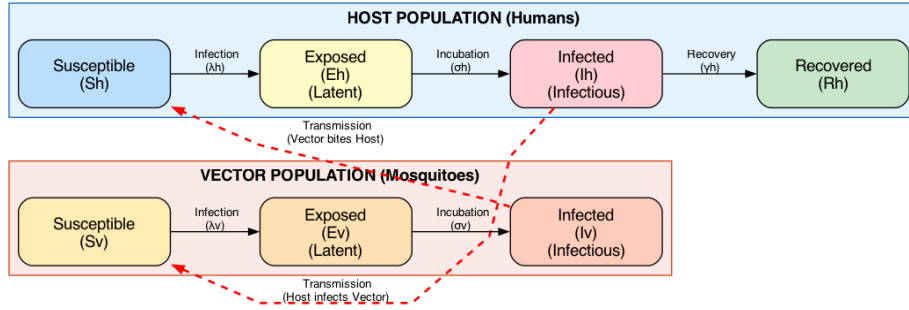 HOST POPULATION (Humans)
Susceptible
(Sh)
Infection
(λh)
Exposed
(Eh)
(Latent)
Incubation
(σh)
Infected
(Ih)
(Infectious)
Recovery
(γh)
Recovered
(Rh)
Transmission
(Vector bites Host)
VECTOR POPULATION (Mosquitoes)
Susceptible
(Sv)
Infection
(λv)
Exposed
(Ev)
(Latent)
Incubation
(σv)
Infected
(Iv)
(Infectious)
Transmission
(Host infects Vector)